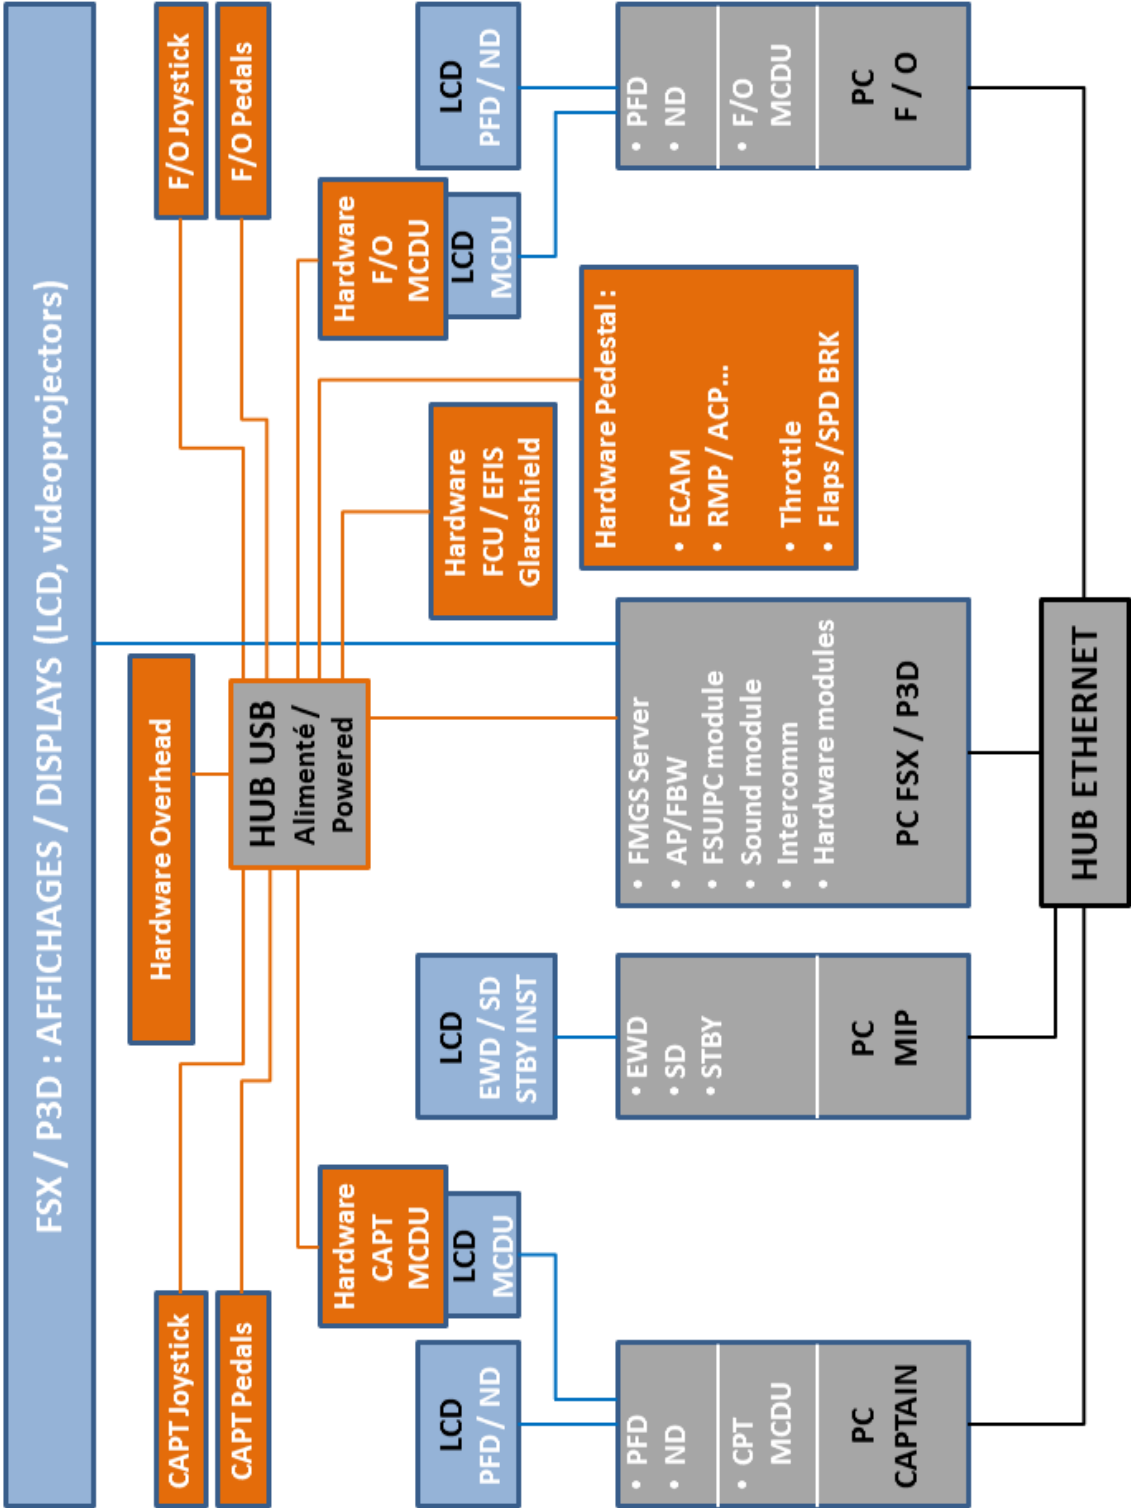 FSX / P3D : AFFICHAGES / DISPLAYS (LCD, videoprojectors)
CAPT Joystick
CAPT Pedals
Hardware Overhead
F/O Joystick
F/O Pedals
HUB USB
Alimenté /
Powered
Hardware
CAPT
MCDU
LCD
MCDU
Hardware
F/O
MCDU
LCD
MCDU
LCD
PFD / ND
LCD
EWD / SD
STBY INST
Hardware
FCU / EFIS
Glareshield
LCD
PFD / ND
Hardware Pedestal :
• ECAM
• RMP / ACP...
• Throttle
• Flaps /SPD BRK
• PFD
• ND
• CPT
MCDU
PC
CAPTAIN
• EWD
• SD
• STBY
PC
MIP
• FMGS Server
• AP/FBW
• FSUIPC module
• Sound module
• Intercomm
• Hardware modules
PC FSX / P3D
• PFD
• ND
• F/O
MCDU
PC
F / O
HUB ETHERNET